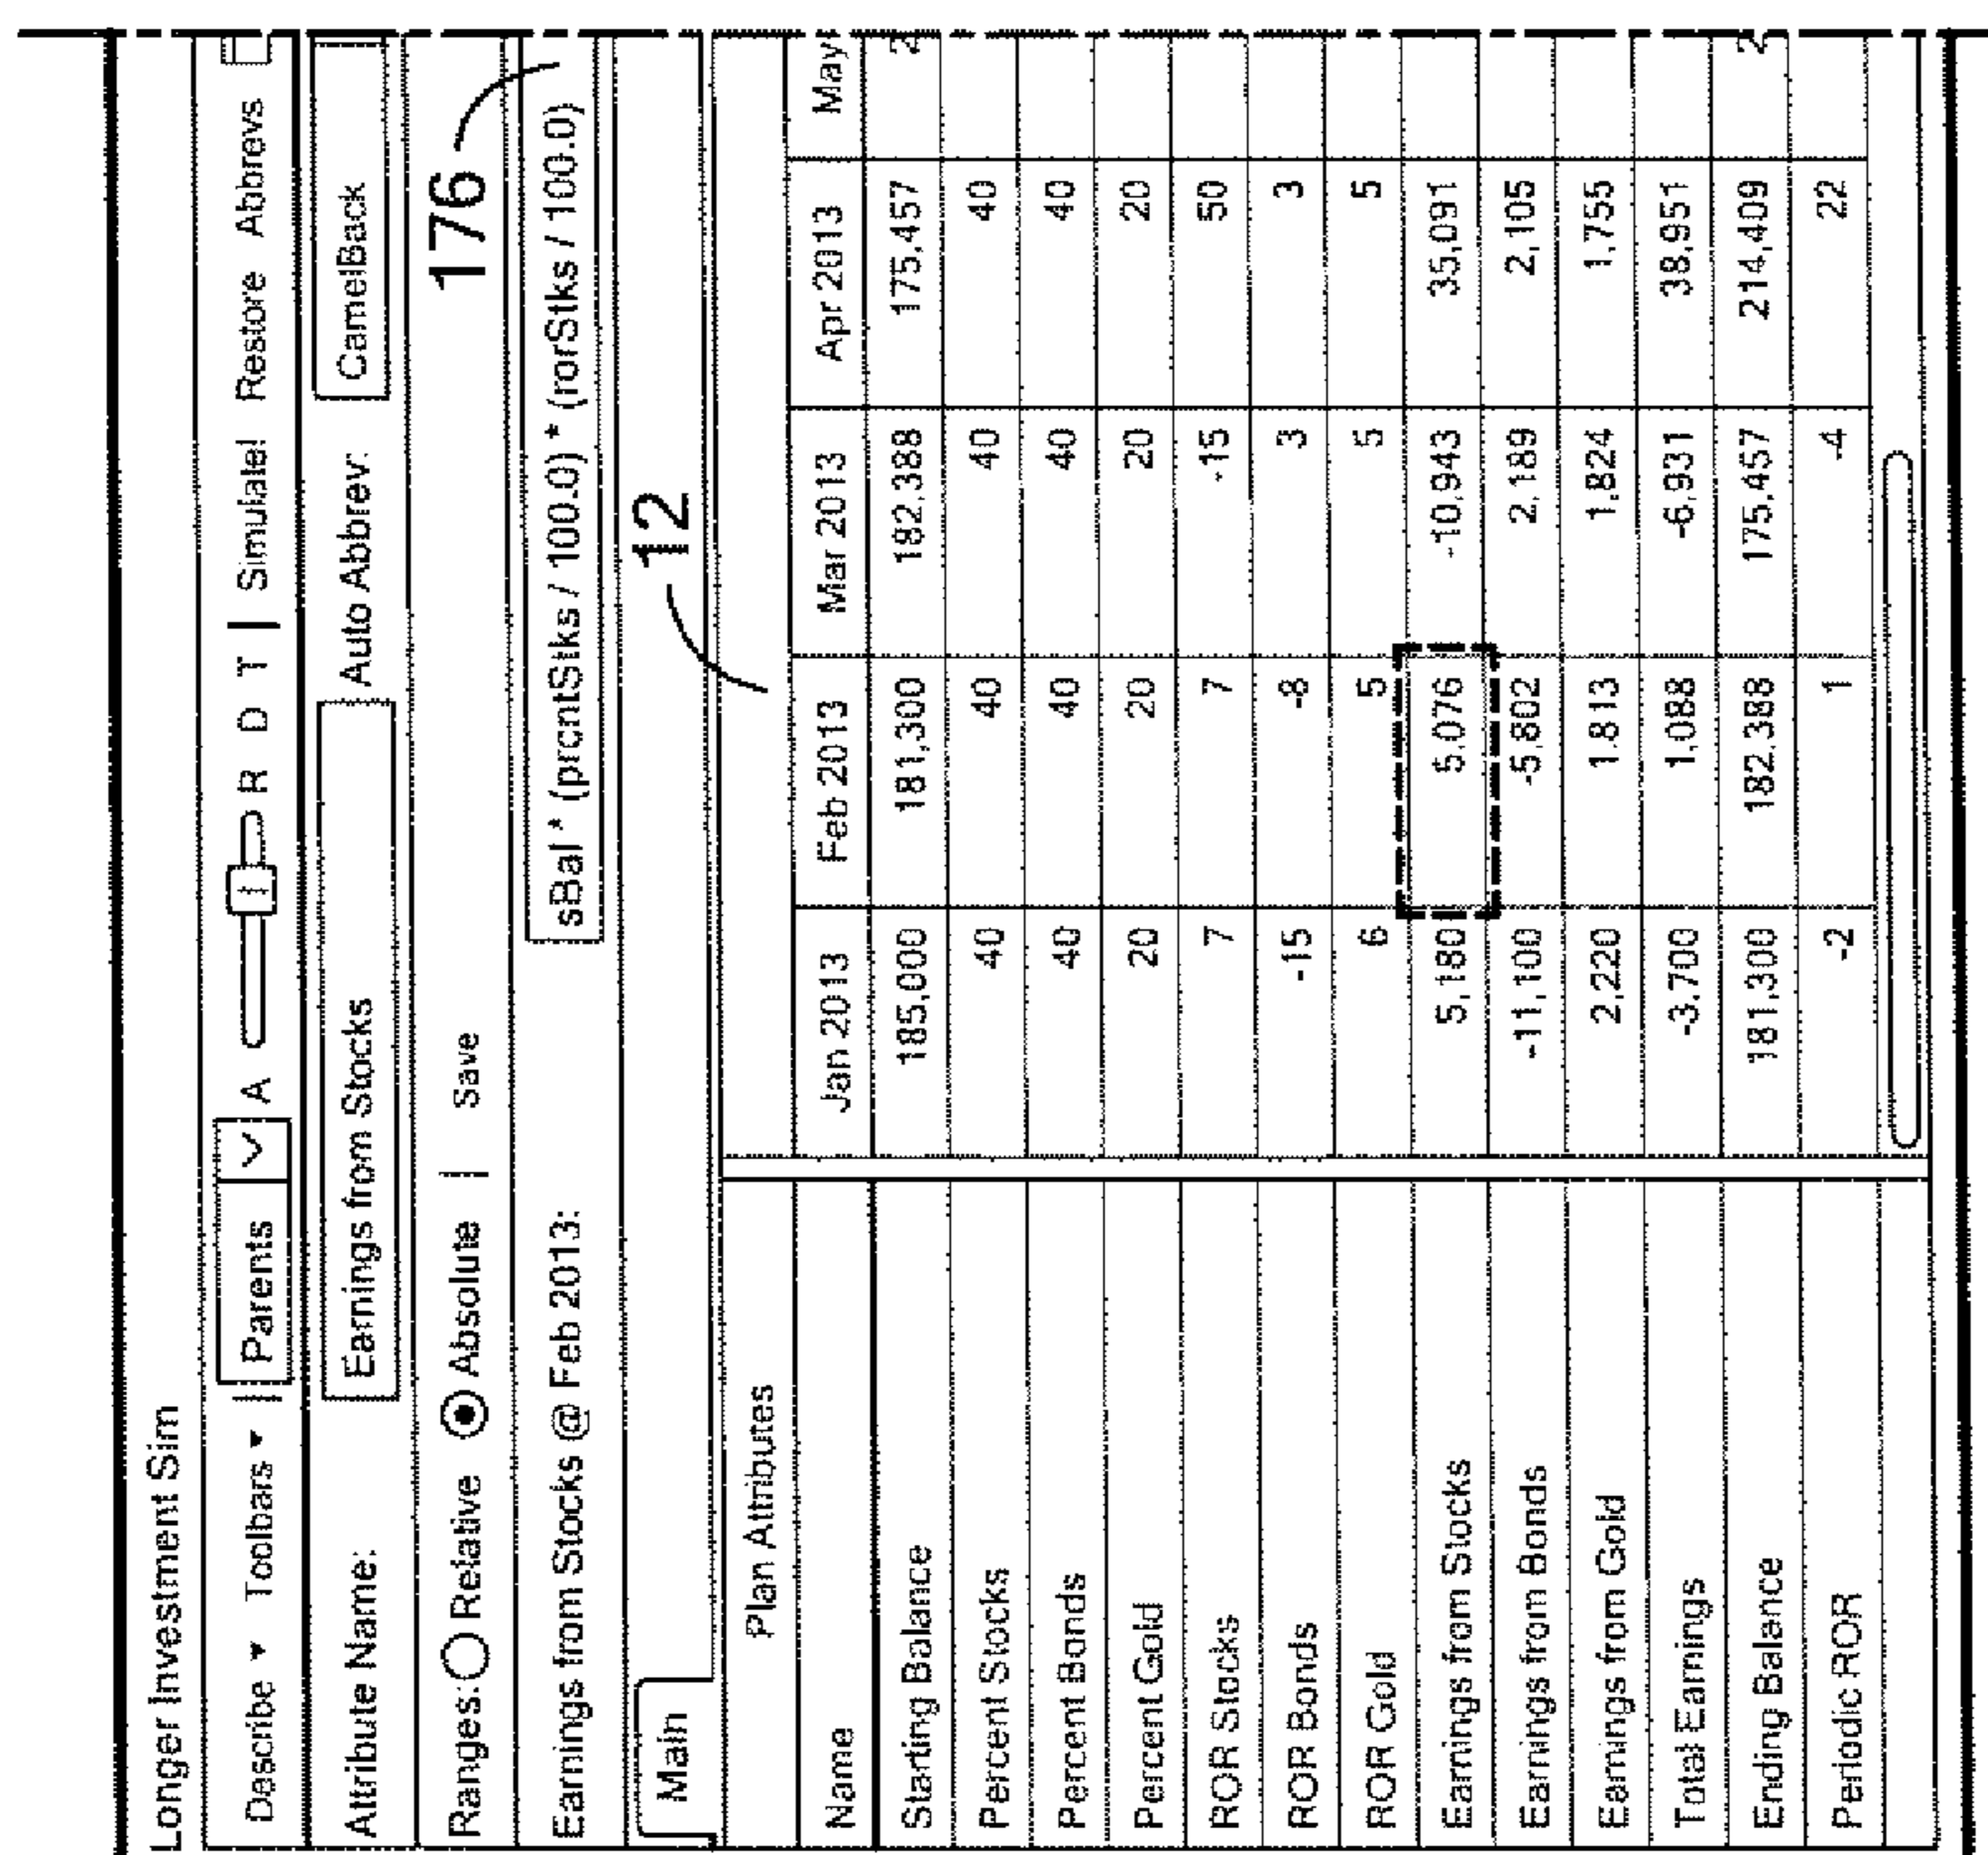 Longer Investment Sim
Describe ▾ Toolbars ▾ | Parents A R D T | Simulate! Restore Abbrevs
Attribute Name: Earnings from Stocks Auto Abbrev: CamelBack
Ranges: Relative Absolute | Save
176
Earnings from Stocks @ Feb 2013: sBal * (prcntStks / 100.0) * (rorStks / 100.0)
12
Main
Plan Attributes
Name Jan 2013 Feb 2013 Mar 2013 Apr 2013 May
Starting Balance 185,000 181,300 182,388 175,457 2
Percent Stocks 40 40 40 40
Percent Bonds 40 40 40 40
Percent Gold 20 20 20 20
ROR Stocks 7 7 -15 50
ROR Bonds -15 -8 3 3
ROR Gold 6 5 5 5
Earnings from Stocks 5,180 5,076 -10,943 35,091
Earnings from Bonds -11,100 -5,802 2,189 2,105
Earnings from Gold 2,220 1,813 1,824 1,755
Total Earnings -3,700 1,088 -6,931 38,951
Ending Balance 181,300 182,388 175,457 214,409 2
Periodic ROR -2 1 -4 22